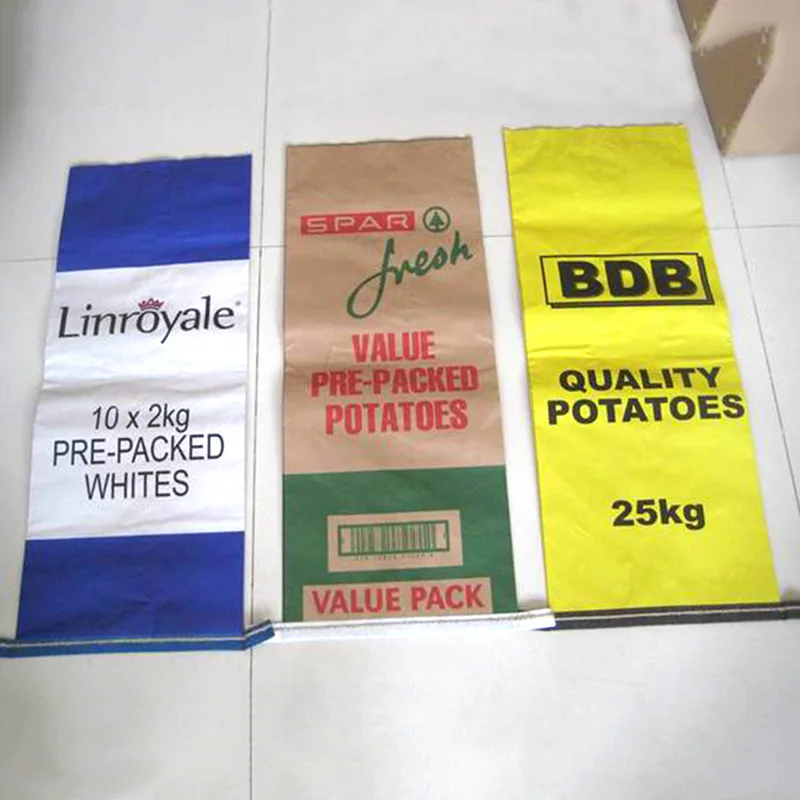 Linroyale®
10 x 2kg
PRE-PACKED
WHITES
SPAR
fresh
VALUE
PRE-PACKED
POTATOES
VALUE PACK
BDB
QUALITY
POTATOES
25kg